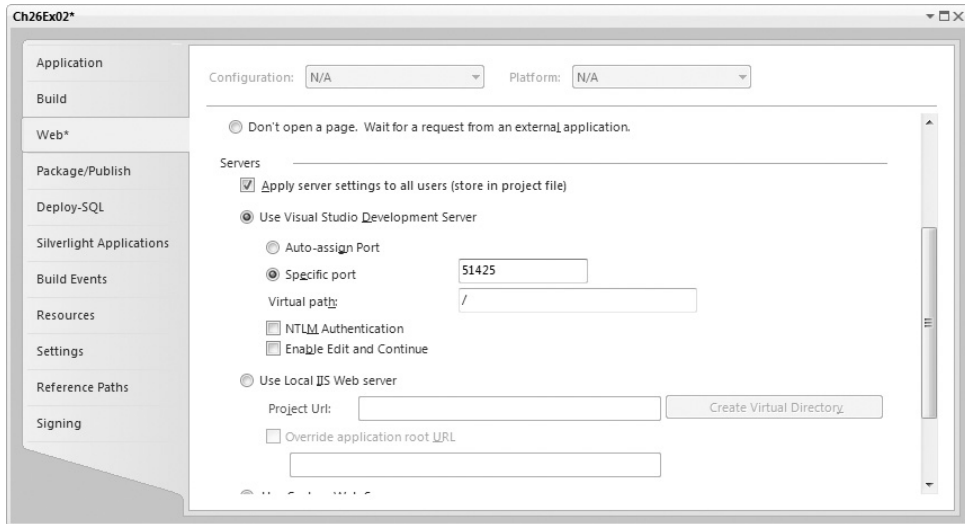 Ch26Ex02*
Application
Build
Web*
Package/Publish
Deploy-SQL
Silverlight Applications
Build Events
Resources
Settings
Reference Paths
Signing
Configuration: N/A Platform: N/A
Don't open a page. Wait for a request from an external application.
Servers
Apply server settings to all users (store in project file)
Use Visual Studio Development Server
Auto-assign Port
Specific port 51425
Virtual path: /
NTLM Authentication
Enable Edit and Continue
Use Local IIS Web server
Project Url: Create Virtual Directory
Override application root URL